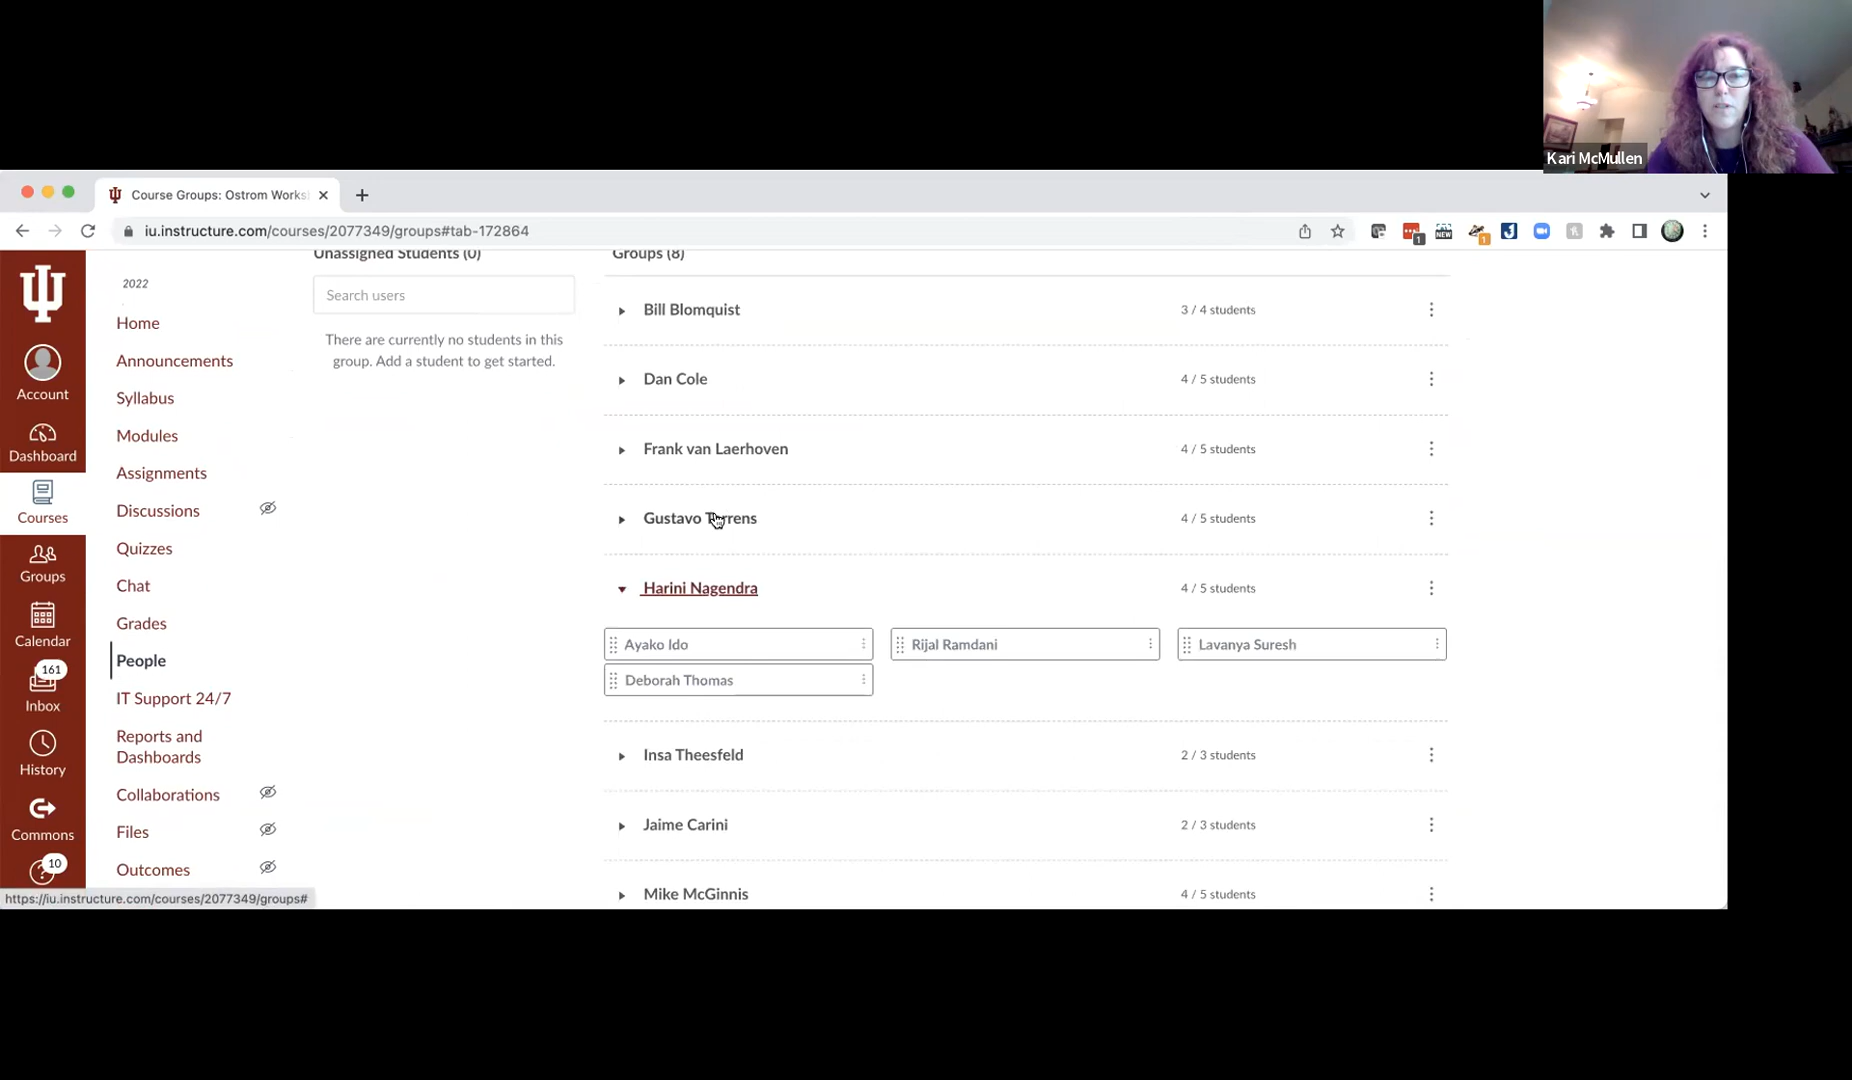 Kari McMullen
Course Groups: Ostrom Works
iu.instructure.com/courses/2077349/groups#tab-172864
1
NEW
1
J
Unassigned Students (0)
Groups (8)
2022
Search users
There are currently no students in this
group. Add a student to get started.
Home
Announcements
Syllabus
Modules
Assignments
Discussions
Quizzes
Chat
Grades
People
IT Support 24/7
Reports and
Dashboards
Collaborations
Files
Outcomes
Account
Dashboard
Courses
Groups
Calendar
161
Inbox
History
Commons
10
Bill Blomquist 3 / 4 students
Dan Cole 4 / 5 students
Frank van Laerhoven 4 / 5 students
Gustavo 4 / 5 students
Harini Nagendra 4 / 5 students
Ayako Ido Rijal Ramdani Lavanya Suresh
Deborah Thomas
Insa Theesfeld 2 / 3 students
Jaime Carini 2 / 3 students
Mike McGinnis 4 / 5 students
https://iu.instructure.com/courses/2077349/groups#